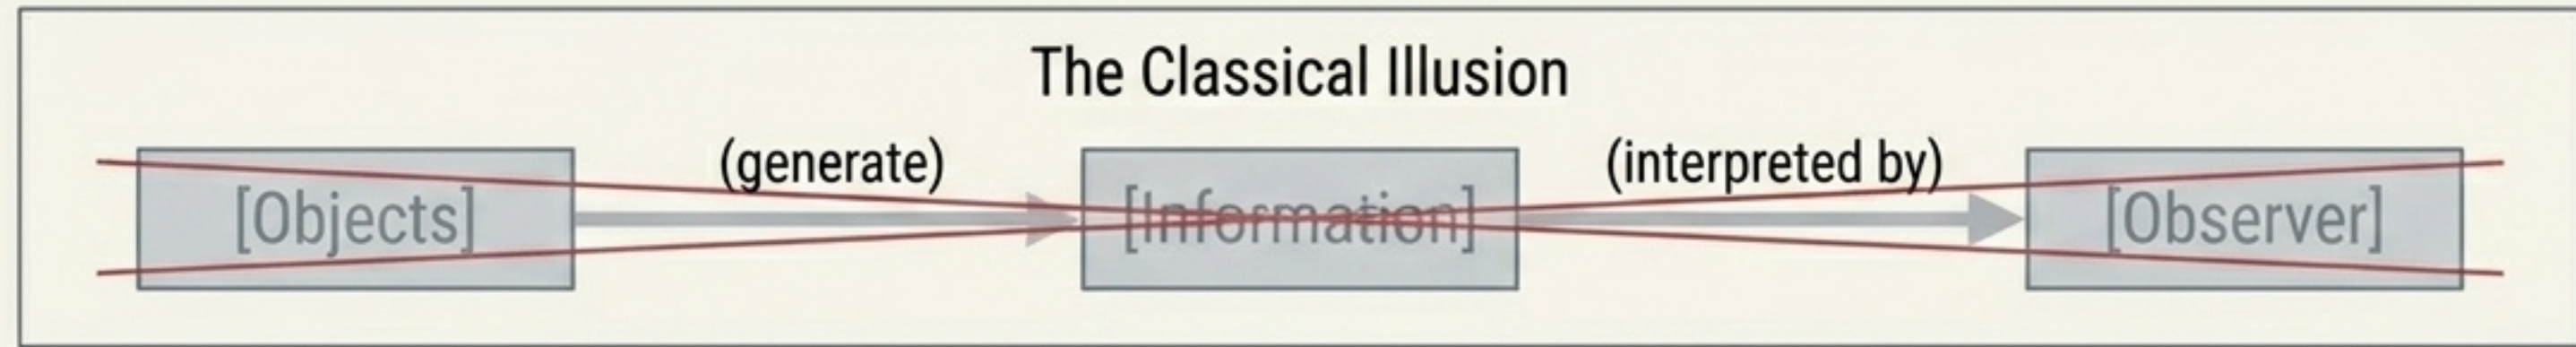 The Classical Illusion
(generate)
(interpreted by)
[Objects]
[Information]
[Observer]